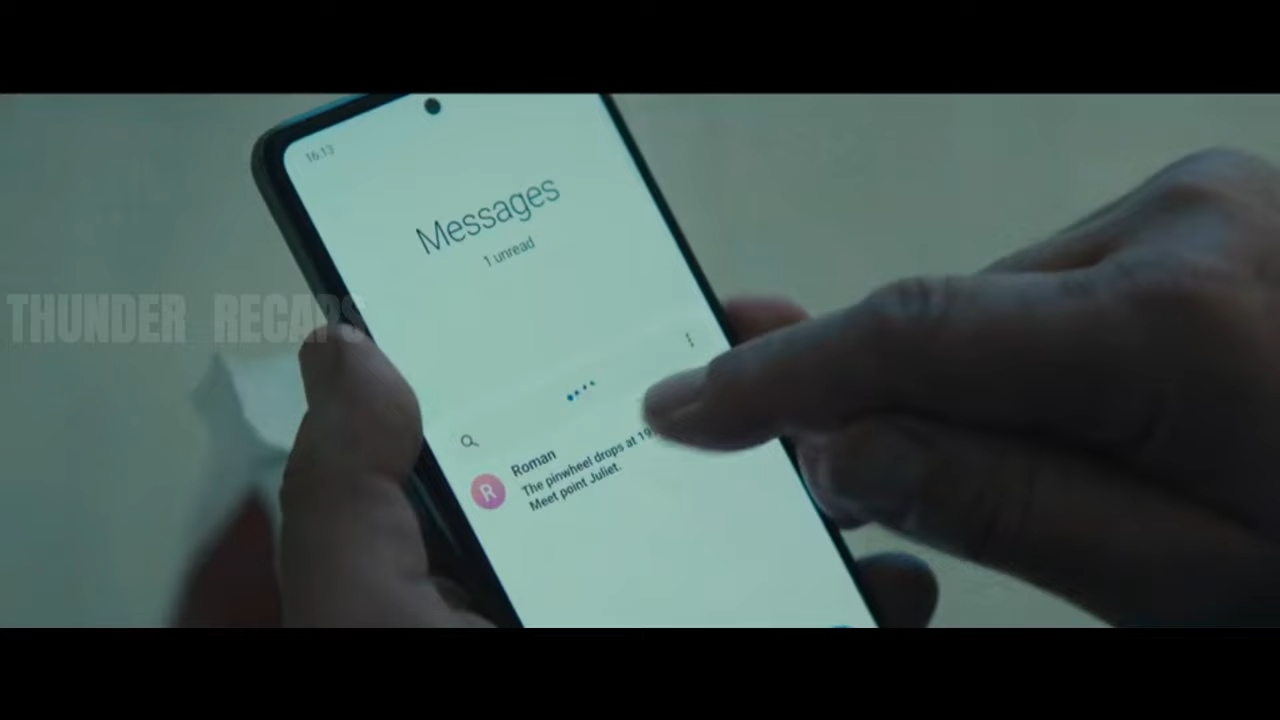 16:13
Messages
1 unread
THUNDER RECAPS
Roman
R
The pinwheel drops at 19
Meet point Juliet.